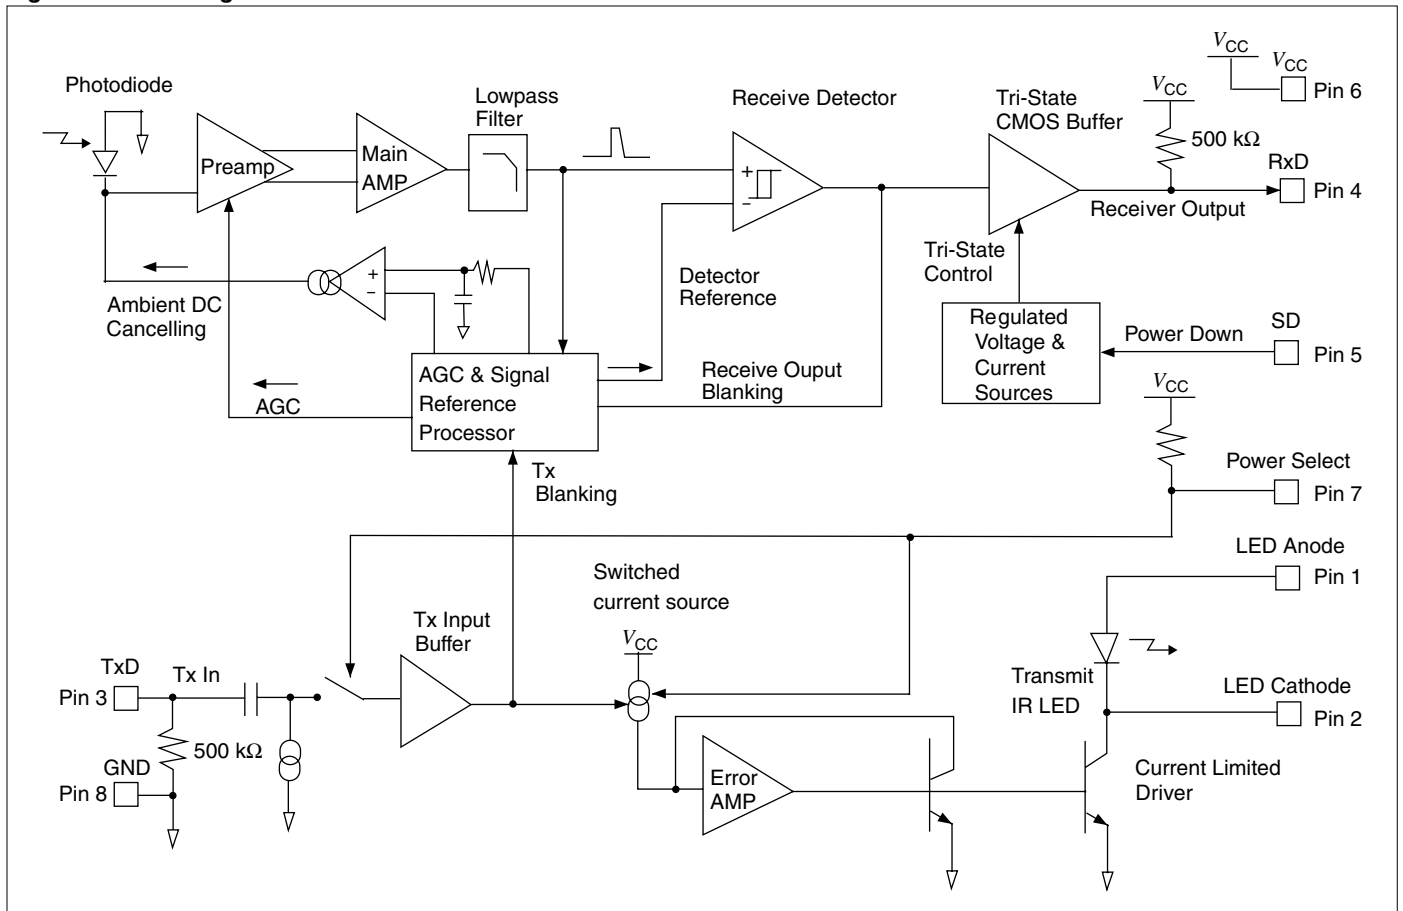 Photodiode
Preamp
Main
AMP
Lowpass
Filter
Receive Detector
+
−
Tri-State
CMOS Buffer
VCC
500 kΩ
VCC
VCC
Pin 6
RxD
Pin 4
Receiver Output
Tri-State
Control
Detector
Reference
+
−
Ambient DC
Cancelling
Regulated
Voltage &
Current
Sources
Power Down
SD
Pin 5
AGC & Signal
Reference
Processor
Receive Ouput
Blanking
AGC
VCC
Tx
Blanking
Power Select
Pin 7
LED Anode
Pin 1
Switched
current source
VCC
Tx Input
Buffer
TxD
Tx In
Pin 3
500 kΩ
GND
Pin 8
Transmit
IR LED
LED Cathode
Pin 2
Error
AMP
Current Limited
Driver